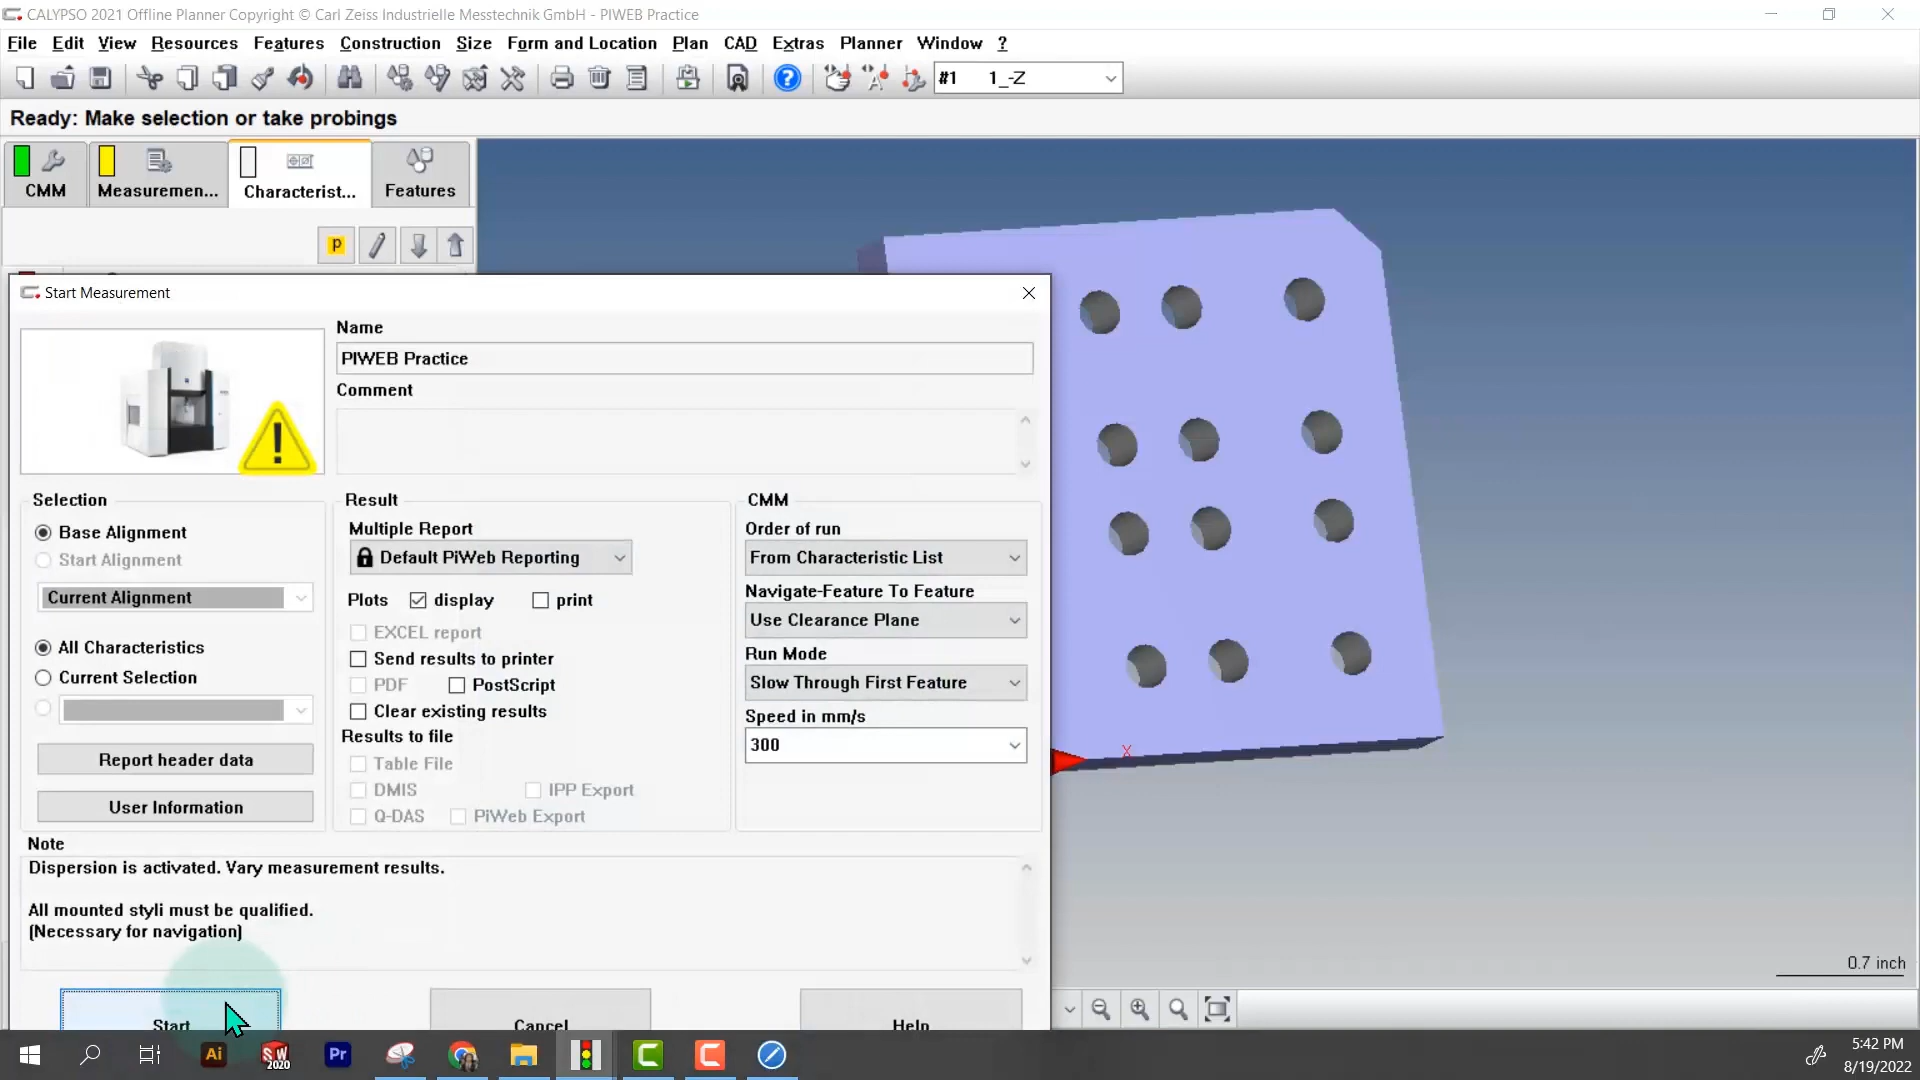 CALYPSO 2021 Offline Planner Copyright © Carl Zeiss Industrielle Messtechnik GmbH - PIWEB Practice
File Edit View Resources Features Construction Size Form and Location Plan CAD Extras Planner Window ?
#1 1_-Z
Ready: Make selection or take probings
CMM Measuremen... Characterist... Features
p
Start Measurement
Name
PIWEB Practice
Comment
Selection
Base Alignment
Start Alignment
Current Alignment
All Characteristics
Current Selection
Report header data
User Information
Result
Multiple Report
Default PiWeb Reporting
Plots display print
EXCEL report
Send results to printer
PDF PostScript
Clear existing results
Results to file
Table File
DMIS IPP Export
Q-DAS PiWeb Export
CMM
Order of run
From Characteristic List
Navigate-Feature To Feature
Use Clearance Plane
Run Mode
Slow Through First Feature
Speed in mm/s
300
Note
Dispersion is activated. Vary measurement results.
All mounted styli must be qualified.
(Necessary for navigation)
Start Cancel Help
X
0.7 inch
Ai SW 2020 Pr
5:42 PM
8/19/2022